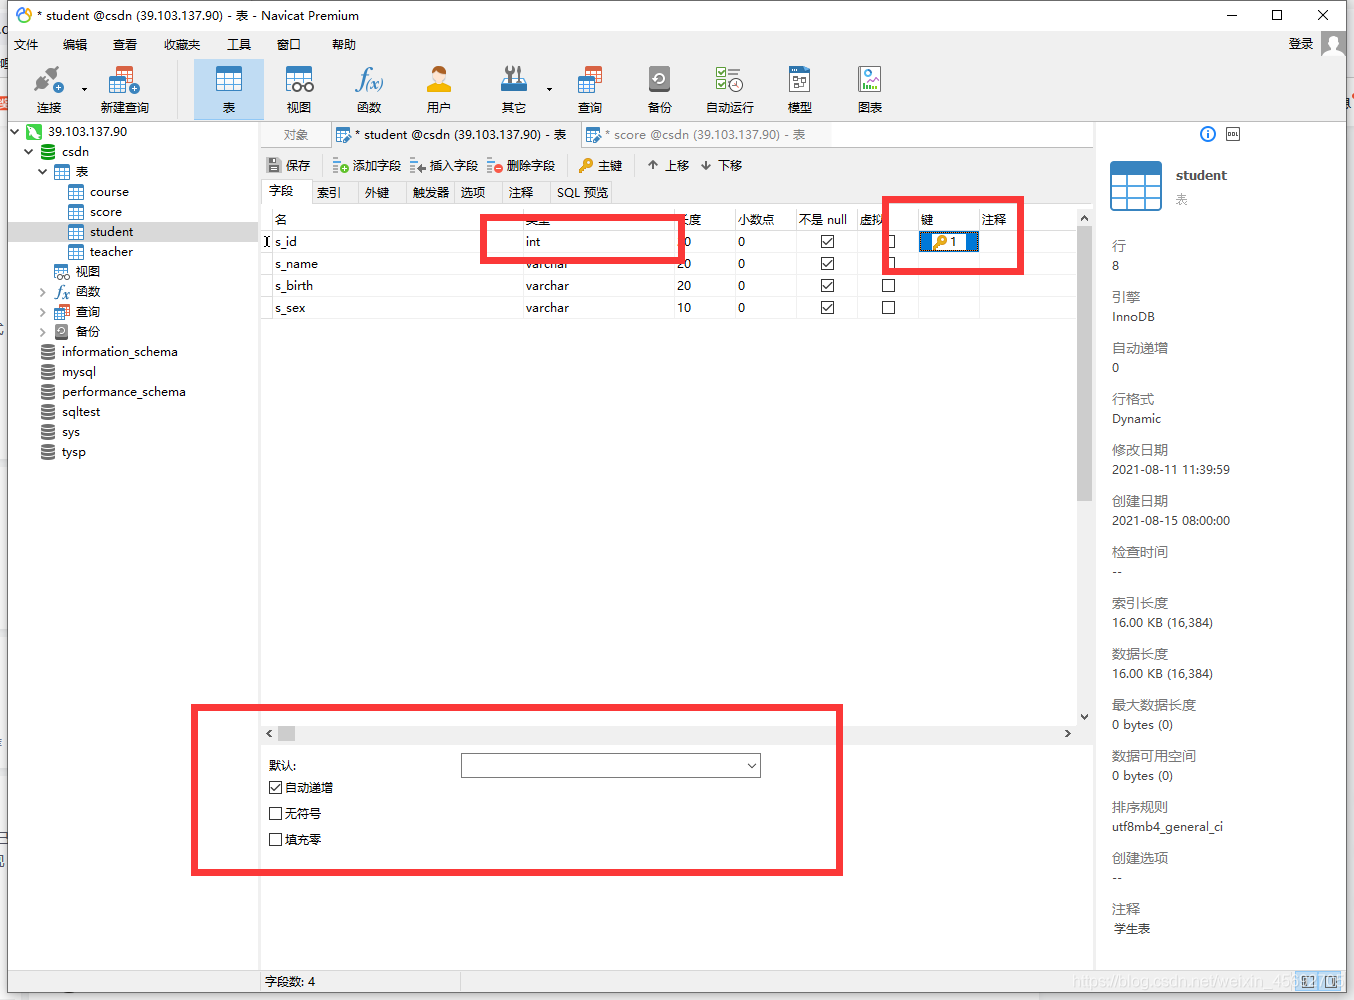 * student @csdn (39.103.137.90) - 表 - Navicat Premium
文件 编辑 查看 收藏夹 工具 窗口 帮助 登录
连接 新建查询 表 视图 函数 用户 其它 查询 备份 自动运行 模型 图表
39.103.137.90
csdn
表
course
score
student
teacher
视图
函数
查询
备份
information_schema
mysql
performance_schema
sqltest
sys
tysp
对象 * student @csdn (39.103.137.90) - 表 * score @csdn (39.103.137.90) - 表
保存 添加字段 插入字段 删除字段 主键 上移 下移
字段 索引 外键 触发器 选项 注释 SQL 预览
名 类型 长度 小数点 不是 null 虚拟 键 注释
s_id int 0 0 1
s_name varchar 20 0
s_birth varchar 20 0
s_sex varchar 10 0
默认:
自动递增
无符号
填充零
字段数: 4
student
表
行
8
引擎
InnoDB
自动递增
0
行格式
Dynamic
修改日期
2021-08-11 11:39:59
创建日期
2021-08-15 08:00:00
检查时间
--
索引长度
16.00 KB (16,384)
数据长度
16.00 KB (16,384)
最大数据长度
0 bytes (0)
数据可用空间
0 bytes (0)
排序规则
utf8mb4_general_ci
创建选项
--
注释
学生表